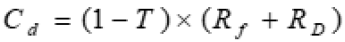 C_d = (1 − T) × (R_f + R_D)